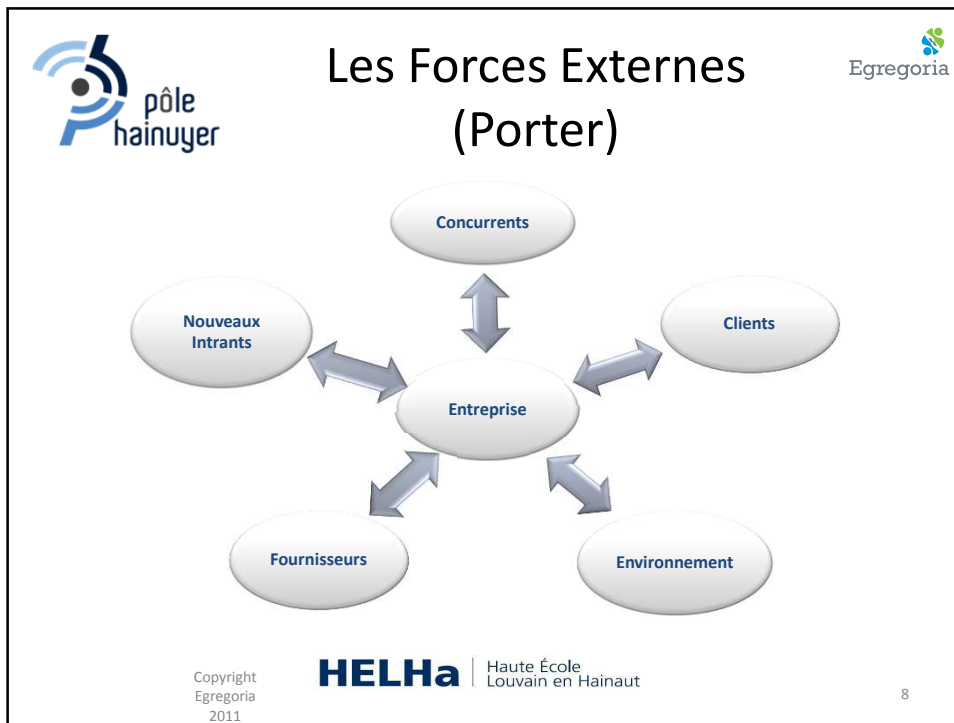 pôle
hainuyer
Les Forces Externes
(Porter)
Egregoria
Concurrents
Nouveaux
Intrants
Clients
Entreprise
Fournisseurs
Environnement
Copyright
Egregoria
2011
HELHa
Haute École
Louvain en Hainaut
8